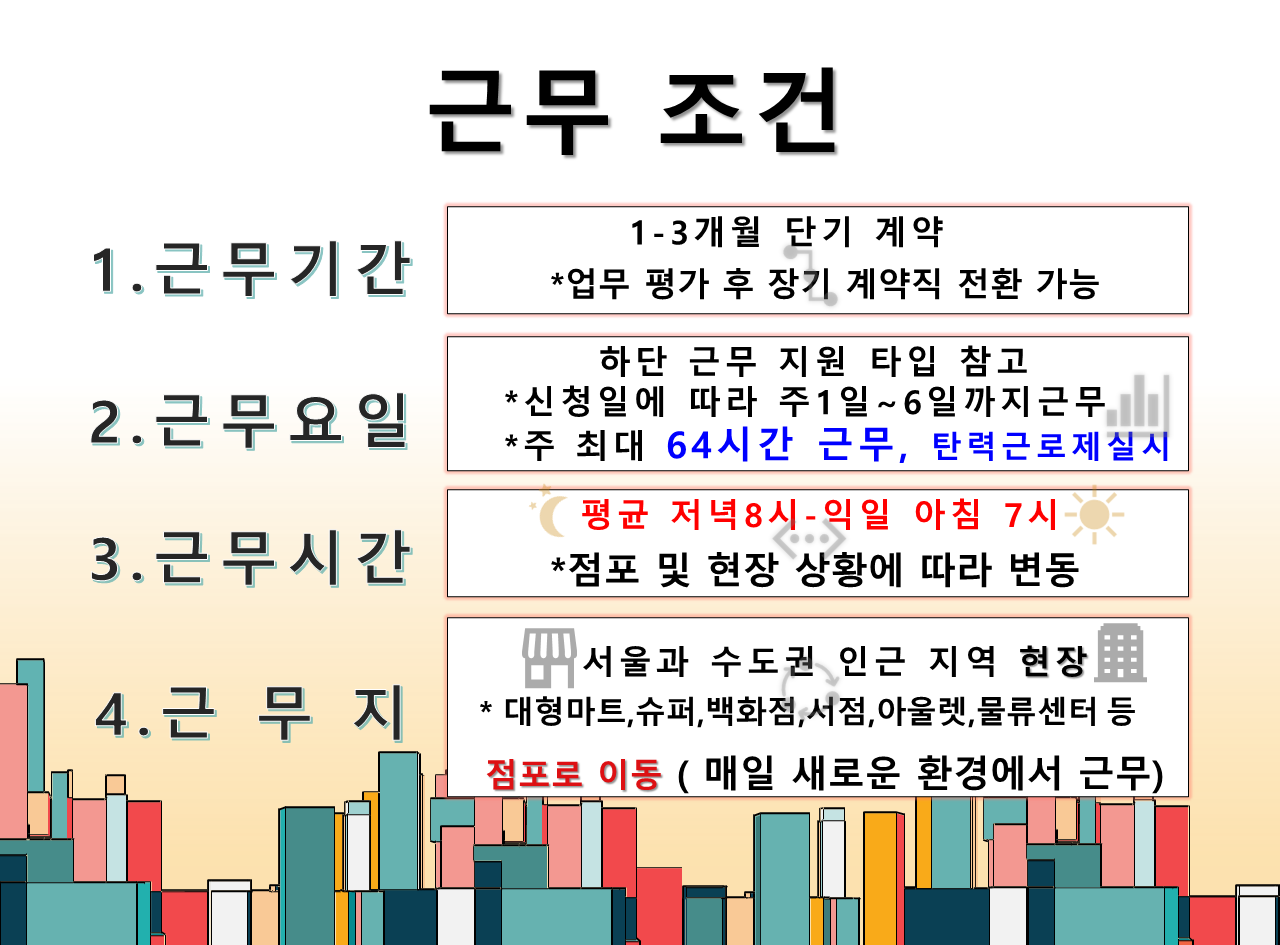 근무 조건
1.근무기간
1-3개월 단기 계약
*업무 평가 후 장기 계약직 전환 가능
2.근무요일
하단 근무 지원 타입 참고
*신청일에 따라 주1일~6일까지근무
*주 최대 64시간 근무, 탄력근로제실시
3.근무시간
평균 저녁8시-익일 아침 7시
*점포 및 현장 상황에 따라 변동
4.근 무 지
서울과 수도권 인근 지역 현장
* 대형마트,슈퍼,백화점,서점,아울렛,물류센터 등
점포로 이동 ( 매일 새로운 환경에서 근무)